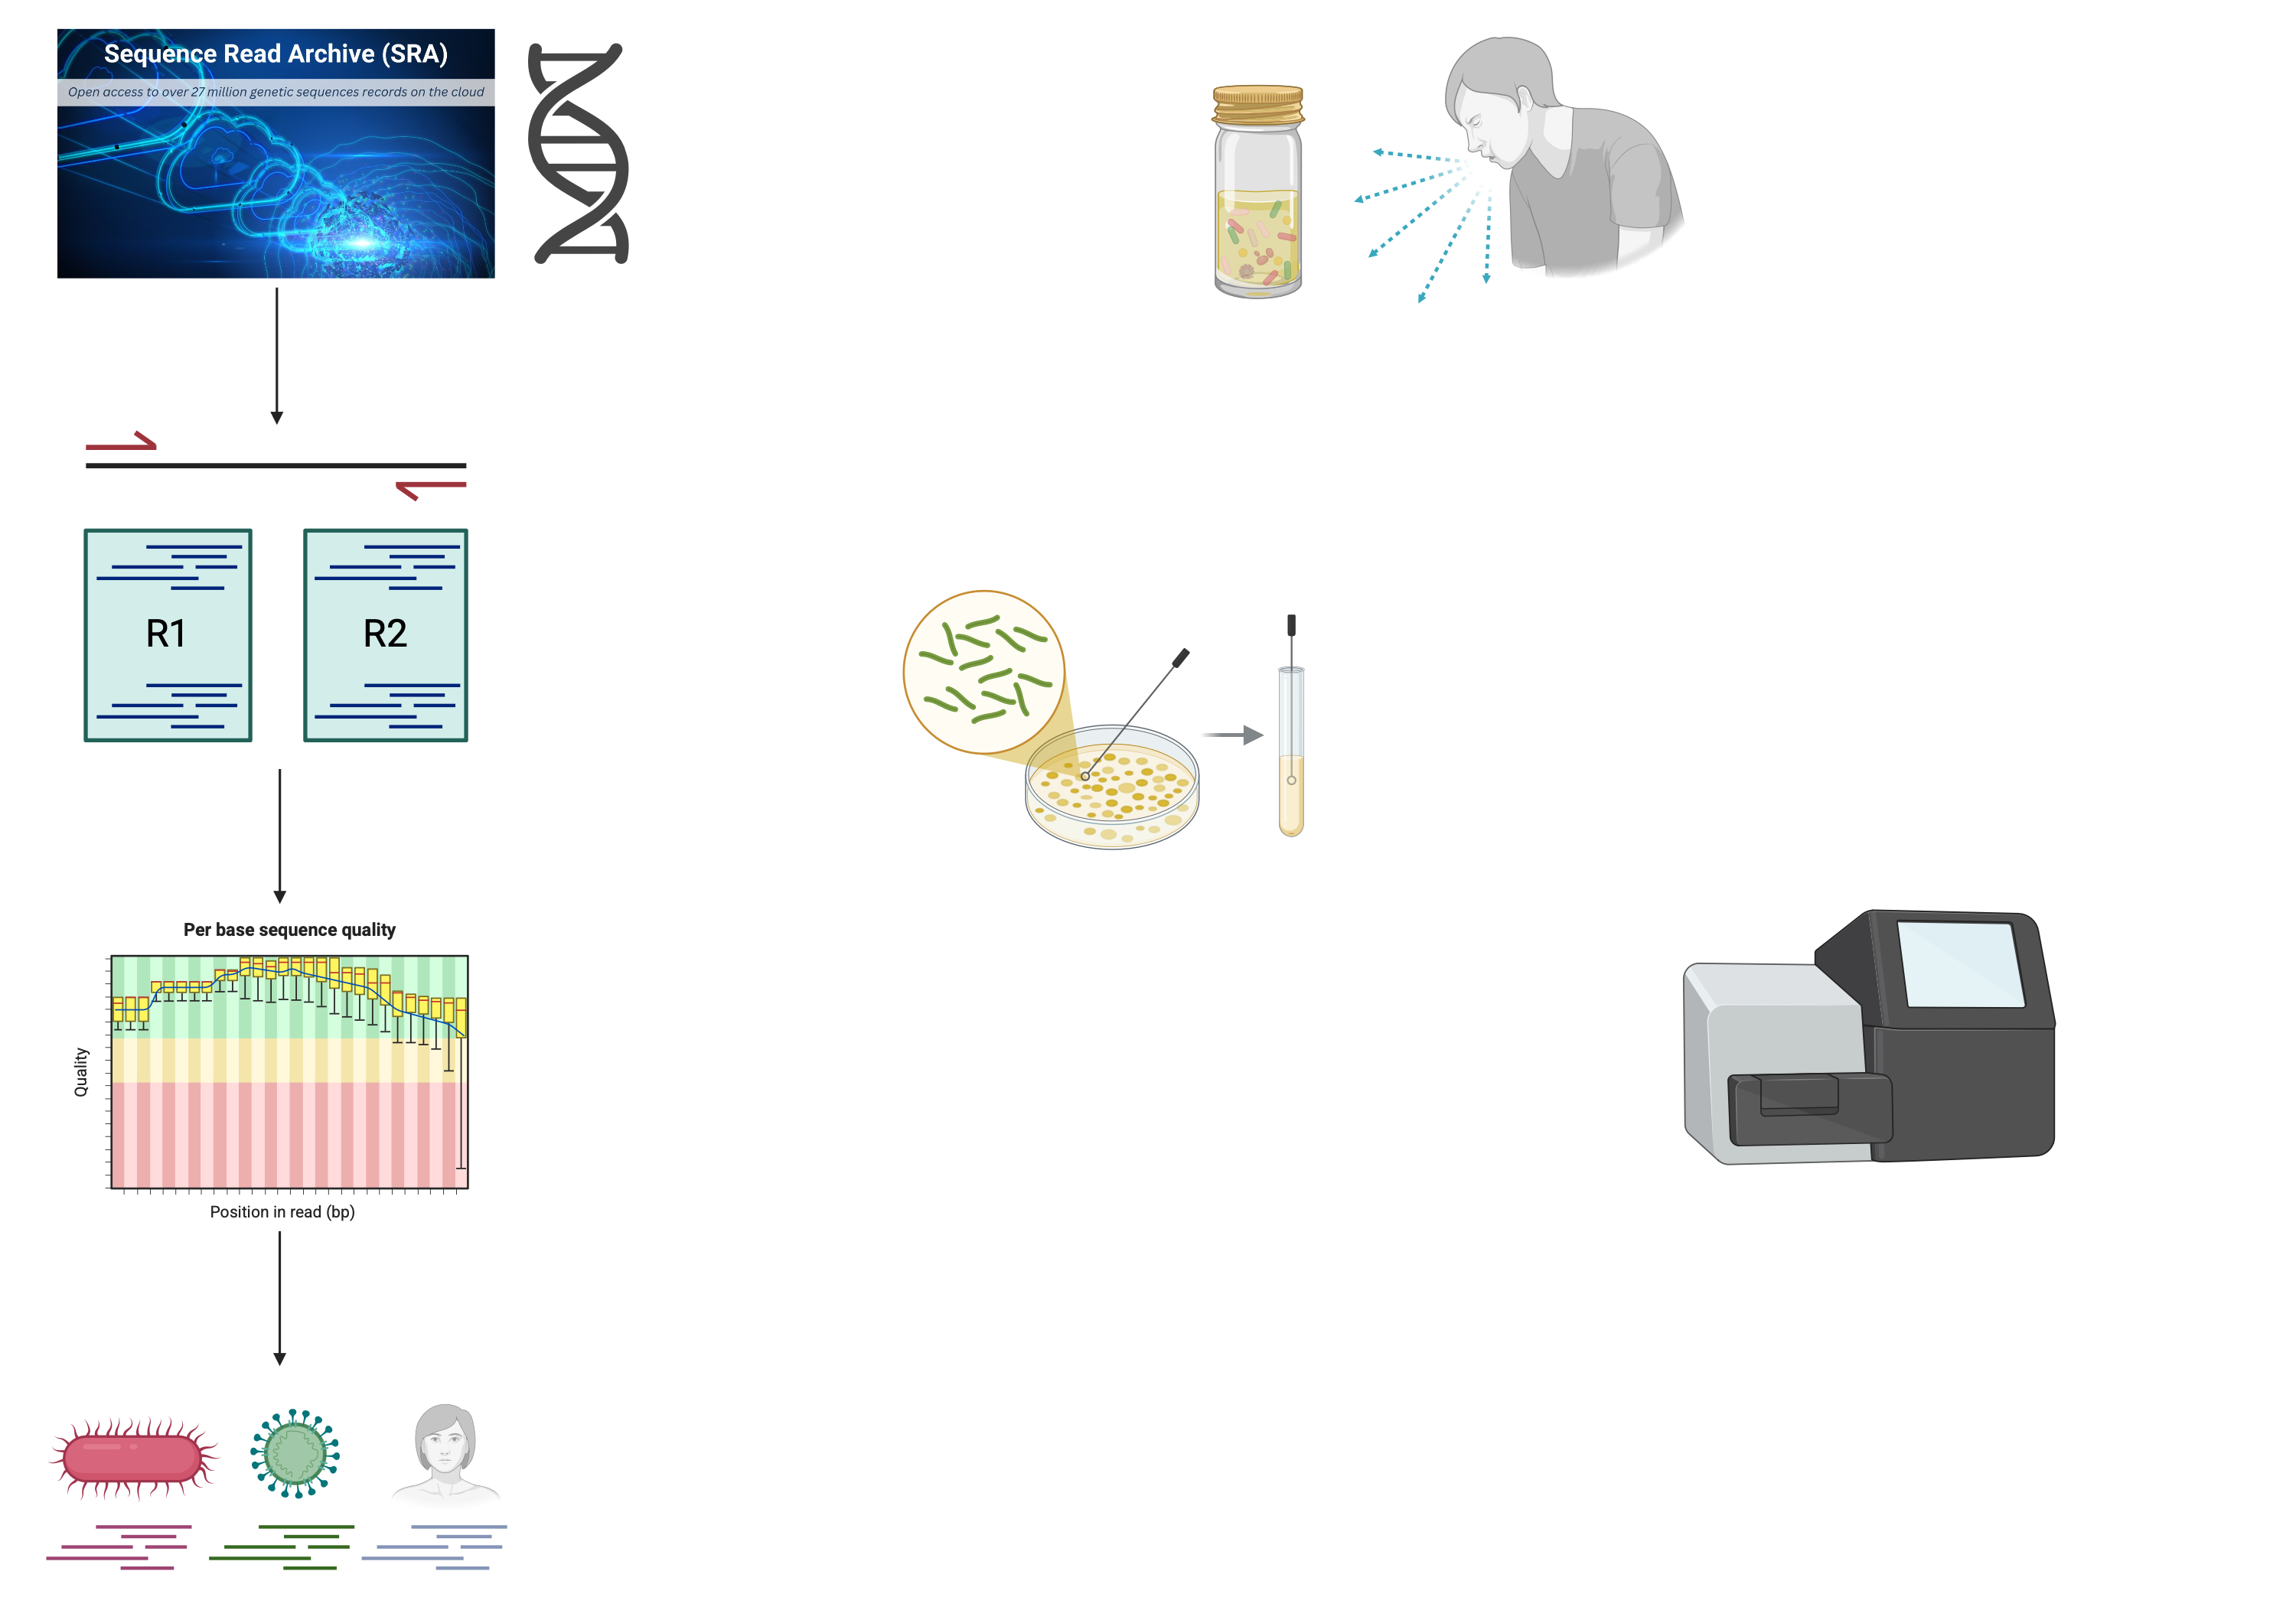 Sequence Read Archive (SRA)
Open access to over 27 million genetic sequences records on the cloud
R1
R2
Per base sequence quality
Quality
Position in read (bp)